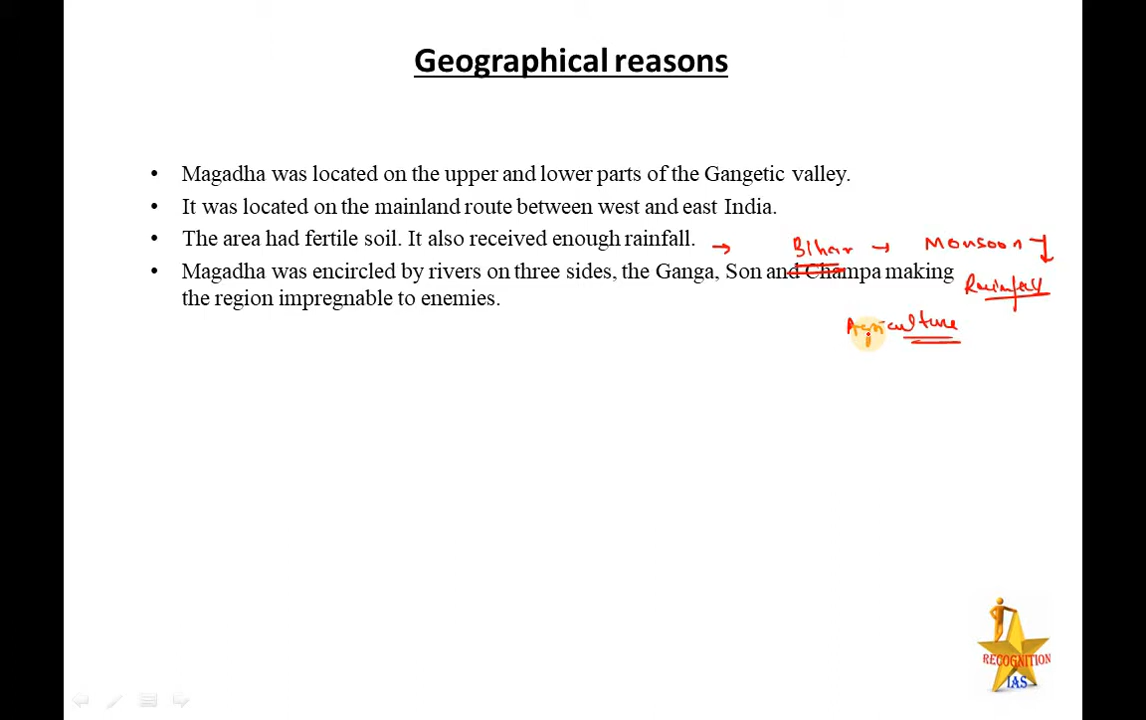 Geographical reasons
• Magadha was located on the upper and lower parts of the Gangetic valley.
• It was located on the mainland route between west and east India.
• The area had fertile soil. It also received enough rainfall. → Bihar → Monsoon
• Magadha was encircled by rivers on three sides, the Ganga, Son and Champa making
the region impregnable to enemies.
Rainfall
Agriculture
RECOGNITION
IAS